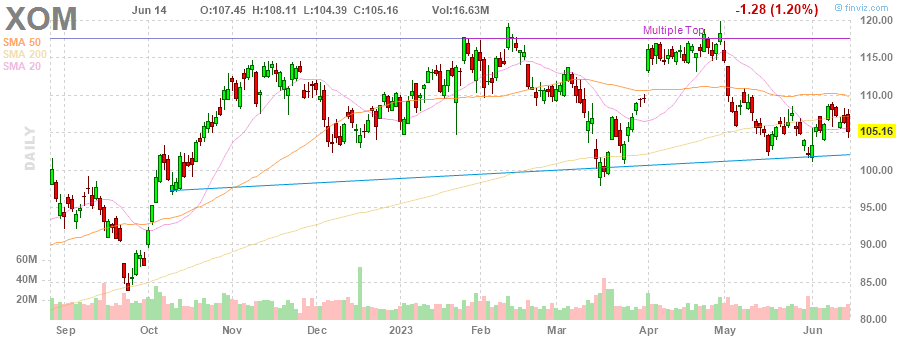 XOM
Jun 14 O:107.45 H:108.11 L:104.39 C:105.16 Vol:16.63M -1.28 (1.20%)
© finviz.com
SMA 50
SMA 200
SMA 20
Multiple Top
120.00
115.00
110.00
105.16
100.00
95.00
90.00
85.00
80.00
DAILY
60M
40M
20M
Sep Oct Nov Dec 2023 Feb Mar Apr May Jun